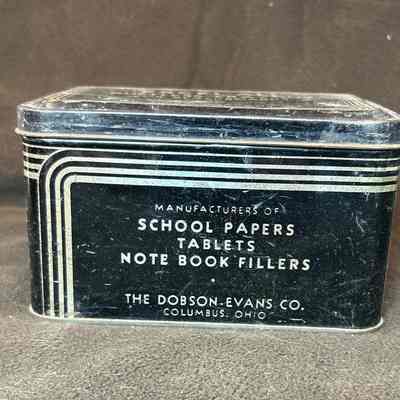 MANUFACTURERS OF
SCHOOL PAPERS
TABLETS
NOTE BOOK FILLERS
THE DOBSON-EVANS CO.
COLUMBUS, OHIO